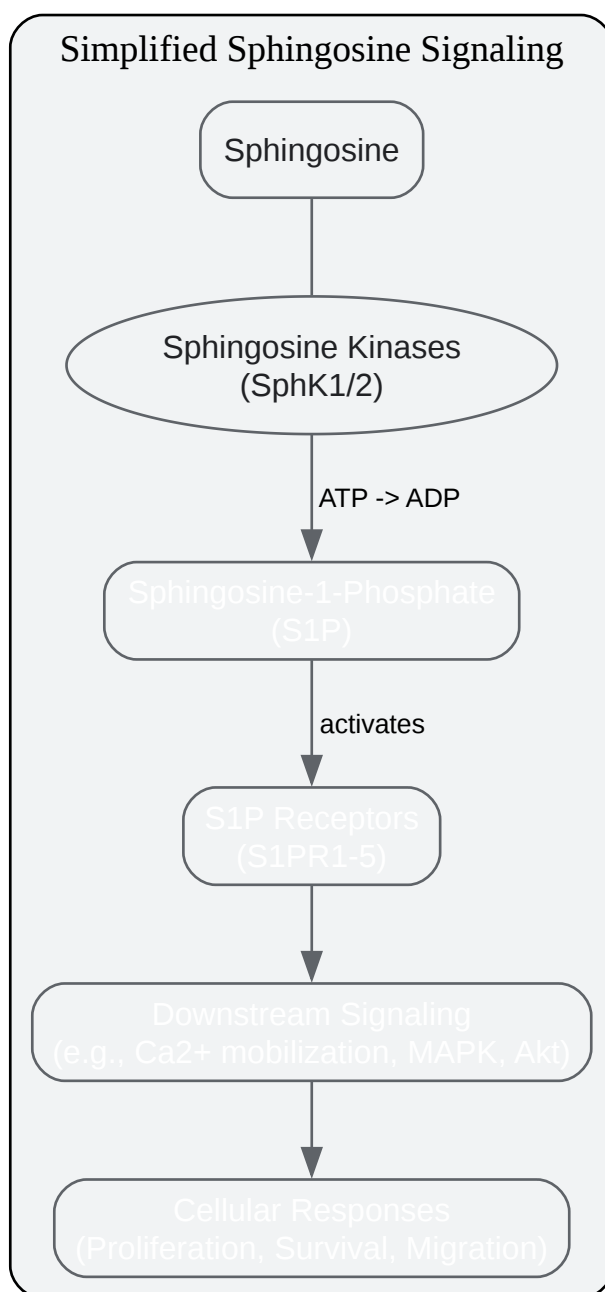 Simplified Sphingosine Signaling
Sphingosine
Sphingosine Kinases
(SphK1/2)
ATP -> ADP
Sphingosine-1-Phosphate
(S1P)
activates
S1P Receptors
(S1PR1-5)
Downstream Signaling
(e.g., Ca2+ mobilization, MAPK, Akt)
Cellular Responses
(Proliferation, Survival, Migration)